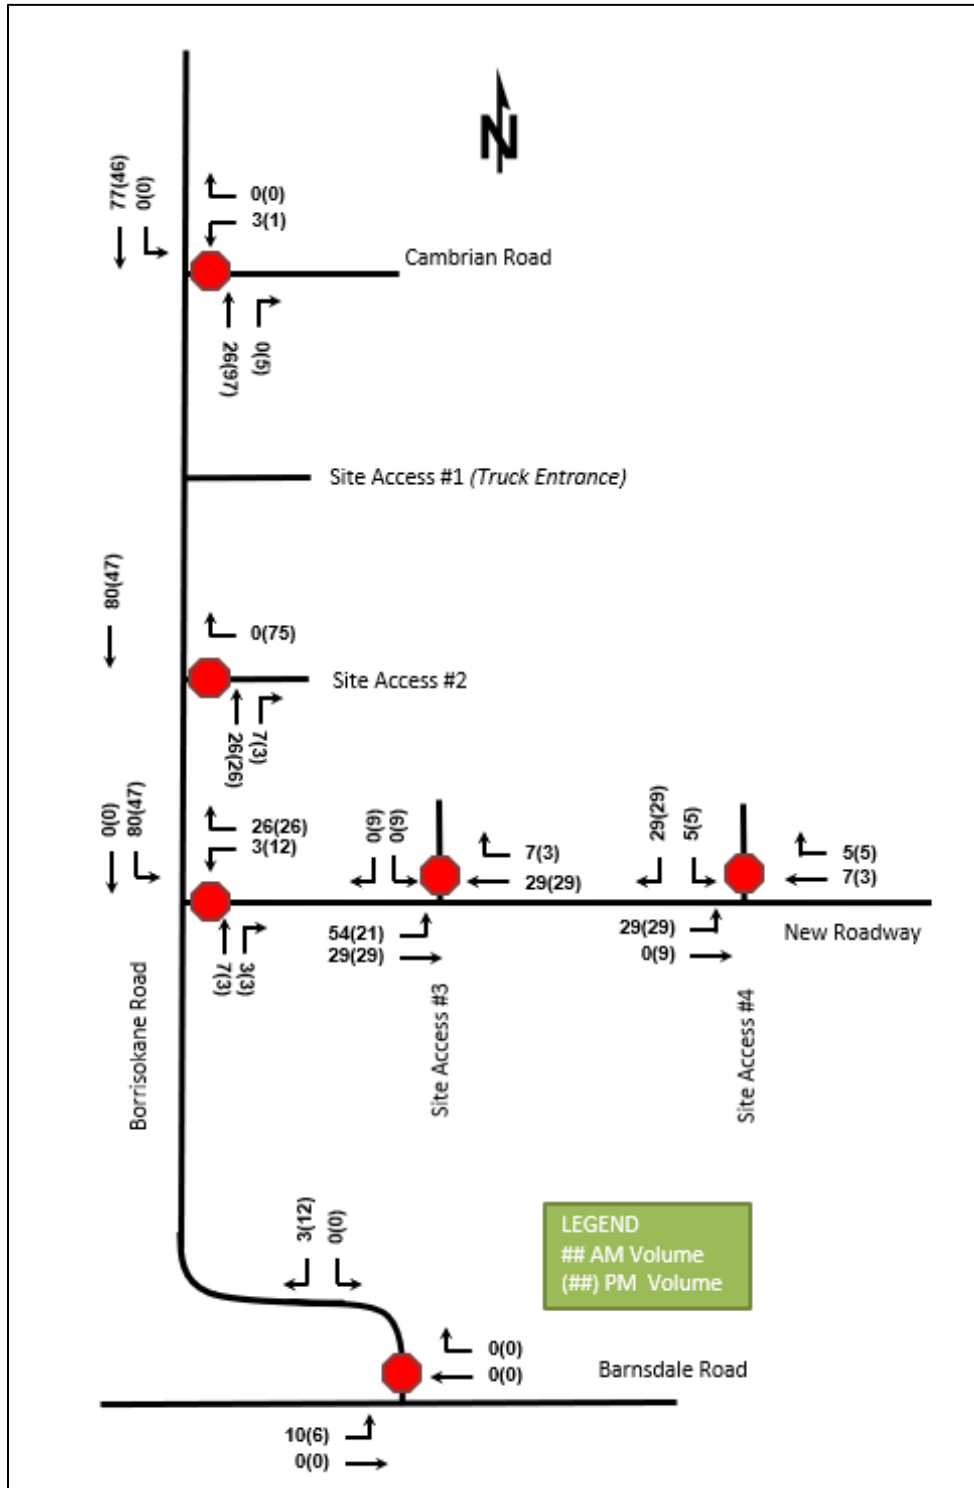 N
77(46)
0(0)
0(0)
3(1)
Cambrian Road
26(97)
0(5)
Site Access #1 (Truck Entrance)
80(47)
0(75)
Site Access #2
26(26)
7(3)
0(0)
80(47)
26(26)
3(12)
7(3)
3(3)
0(9)
0(9)
7(3)
29(29)
54(21)
29(29)
29(29)
5(5)
5(5)
7(3)
29(29)
0(9)
New Roadway
Borrisokane Road
Site Access #3
Site Access #4
3(12)
0(0)
LEGEND
## AM Volume
(##) PM Volume
0(0)
0(0)
Barnsdale Road
10(6)
0(0)